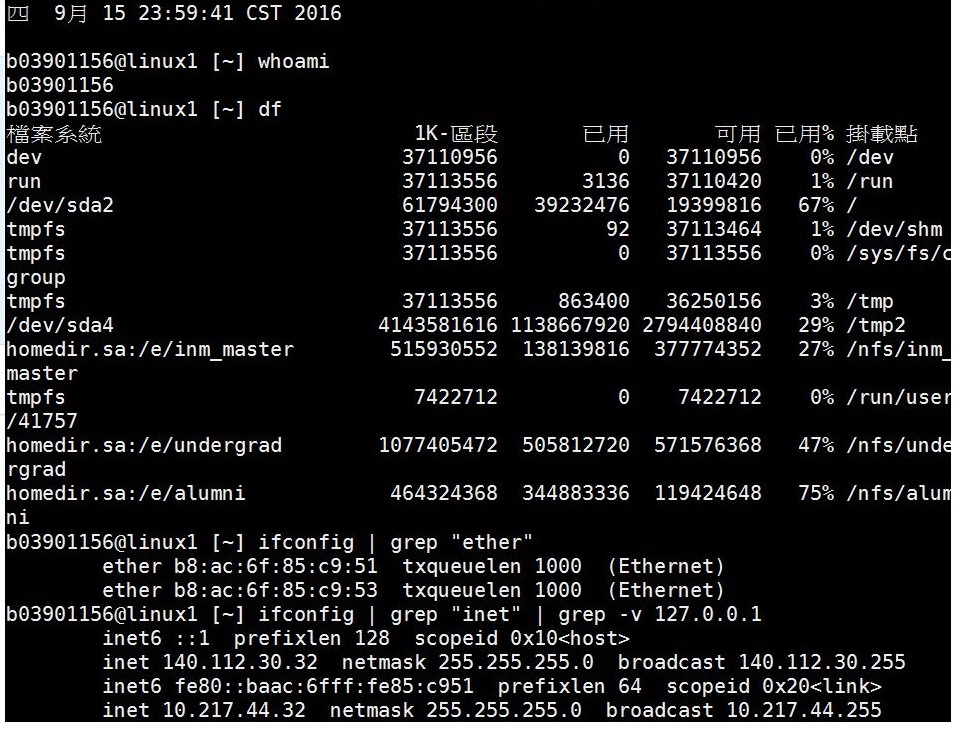 四  9月 15 23:59:41 CST 2016
b03901156@linux1 [~] whoami
b03901156
b03901156@linux1 [~] df
檔案系統 1K-區段 已用 可用 已用% 掛載點
dev 37110956 0 37110956 0% /dev
run 37113556 3136 37110420 1% /run
/dev/sda2 61794300 39232476 19399816 67% /
tmpfs 37113556 92 37113464 1% /dev/shm
tmpfs 37113556 0 37113556 0% /sys/fs/c
group
tmpfs 37113556 863400 36250156 3% /tmp
/dev/sda4 4143581616 1138667920 2794408840 29% /tmp2
homedir.sa:/e/inm_master 515930552 138139816 377774352 27% /nfs/inm_
master
tmpfs 7422712 0 7422712 0% /run/user
/41757
homedir.sa:/e/undergrad 1077405472 505812720 571576368 47% /nfs/unde
rgrad
homedir.sa:/e/alumni 464324368 344883336 119424648 75% /nfs/alum
ni
b03901156@linux1 [~] ifconfig | grep "ether"
ether b8:ac:6f:85:c9:51  txqueuelen 1000  (Ethernet)
ether b8:ac:6f:85:c9:53  txqueuelen 1000  (Ethernet)
b03901156@linux1 [~] ifconfig | grep "inet" | grep -v 127.0.0.1
inet6 ::1  prefixlen 128  scopeid 0x10<host>
inet 140.112.30.32  netmask 255.255.255.0  broadcast 140.112.30.255
inet6 fe80::baac:6fff:fe85:c951  prefixlen 64  scopeid 0x20<link>
inet 10.217.44.32  netmask 255.255.255.0  broadcast 10.217.44.255